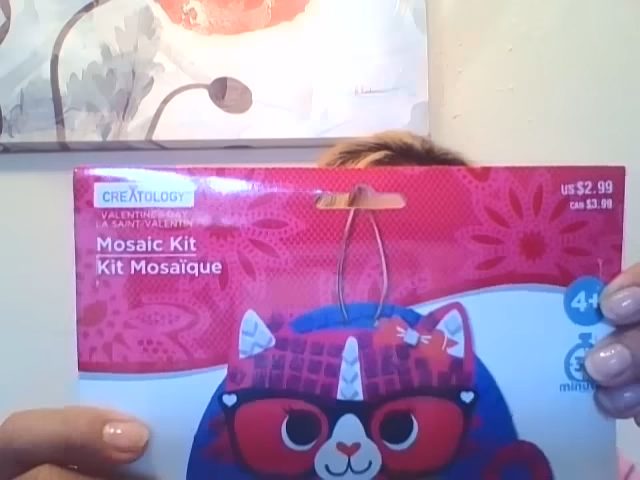 CREATOLOGY
VALENTINE'S DAY
LA SAINT-VALENTIN
Mosaic Kit
Kit Mosaïque
US $2.99
CAN $3.99
4+